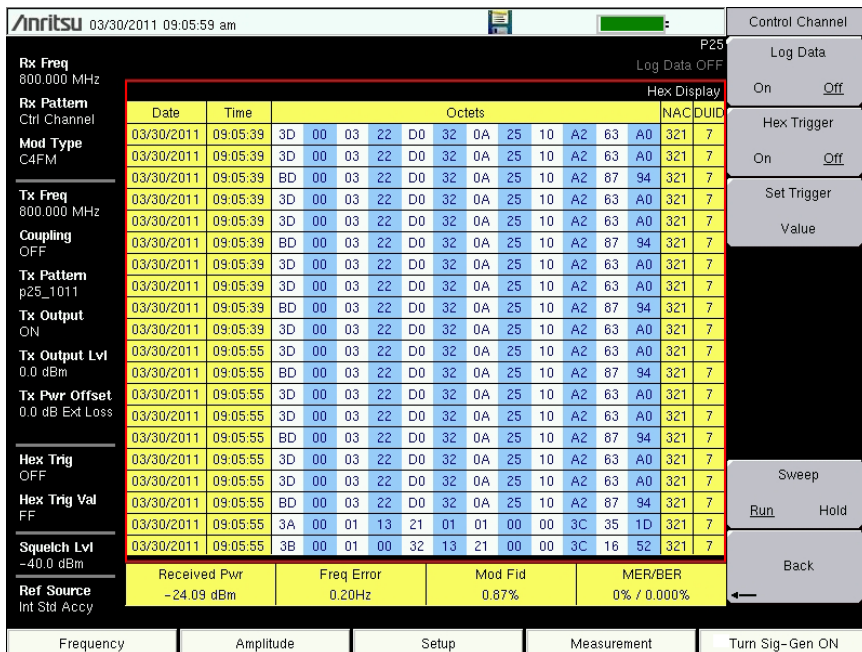 Anritsu 03/30/2011 09:05:59 am
Control Channel
P25
Log Data OFF
Hex Display
Rx Freq
800.000 MHz
Rx Pattern
Ctrl Channel
Mod Type
C4FM
Tx Freq
800.000 MHz
Coupling
OFF
Tx Pattern
p25_1011
Tx Output
ON
Tx Output Lvl
0.0 dBm
Tx Pwr Offset
0.0 dB Ext Loss
Hex Trig
OFF
Hex Trig Val
FF
Squelch Lvl
-40.0 dBm
Ref Source
Int Std Accy
Date Time Octets NAC DUID
03/30/2011 09:05:39 3D 00 03 22 D0 32 0A 25 10 A2 63 A0 321 7
03/30/2011 09:05:39 3D 00 03 22 D0 32 0A 25 10 A2 63 A0 321 7
03/30/2011 09:05:39 BD 00 03 22 D0 32 0A 25 10 A2 87 94 321 7
03/30/2011 09:05:39 3D 00 03 22 D0 32 0A 25 10 A2 63 A0 321 7
03/30/2011 09:05:39 3D 00 03 22 D0 32 0A 25 10 A2 63 A0 321 7
03/30/2011 09:05:39 BD 00 03 22 D0 32 0A 25 10 A2 87 94 321 7
03/30/2011 09:05:39 3D 00 03 22 D0 32 0A 25 10 A2 63 A0 321 7
03/30/2011 09:05:39 3D 00 03 22 D0 32 0A 25 10 A2 63 A0 321 7
03/30/2011 09:05:39 BD 00 03 22 D0 32 0A 25 10 A2 87 94 321 7
03/30/2011 09:05:39 3D 00 03 22 D0 32 0A 25 10 A2 63 A0 321 7
03/30/2011 09:05:55 3D 00 03 22 D0 32 0A 25 10 A2 63 A0 321 7
03/30/2011 09:05:55 BD 00 03 22 D0 32 0A 25 10 A2 87 94 321 7
03/30/2011 09:05:55 3D 00 03 22 D0 32 0A 25 10 A2 63 A0 321 7
03/30/2011 09:05:55 3D 00 03 22 D0 32 0A 25 10 A2 63 A0 321 7
03/30/2011 09:05:55 BD 00 03 22 D0 32 0A 25 10 A2 87 94 321 7
03/30/2011 09:05:55 3D 00 03 22 D0 32 0A 25 10 A2 63 A0 321 7
03/30/2011 09:05:55 3D 00 03 22 D0 32 0A 25 10 A2 63 A0 321 7
03/30/2011 09:05:55 BD 00 03 22 D0 32 0A 25 10 A2 87 94 321 7
03/30/2011 09:05:55 3A 00 01 13 21 01 01 00 00 3C 35 1D 321 7
03/30/2011 09:05:55 3B 00 01 00 32 13 21 00 00 3C 16 52 321 7
Received Pwr Freq Error Mod Fid MER/BER
-24.09 dBm 0.20Hz 0.87% 0% / 0.000%
Log Data
On Off
Hex Trigger
On Off
Set Trigger
Value
Sweep
Run Hold
Back
Frequency Amplitude Setup Measurement Turn Sig-Gen ON